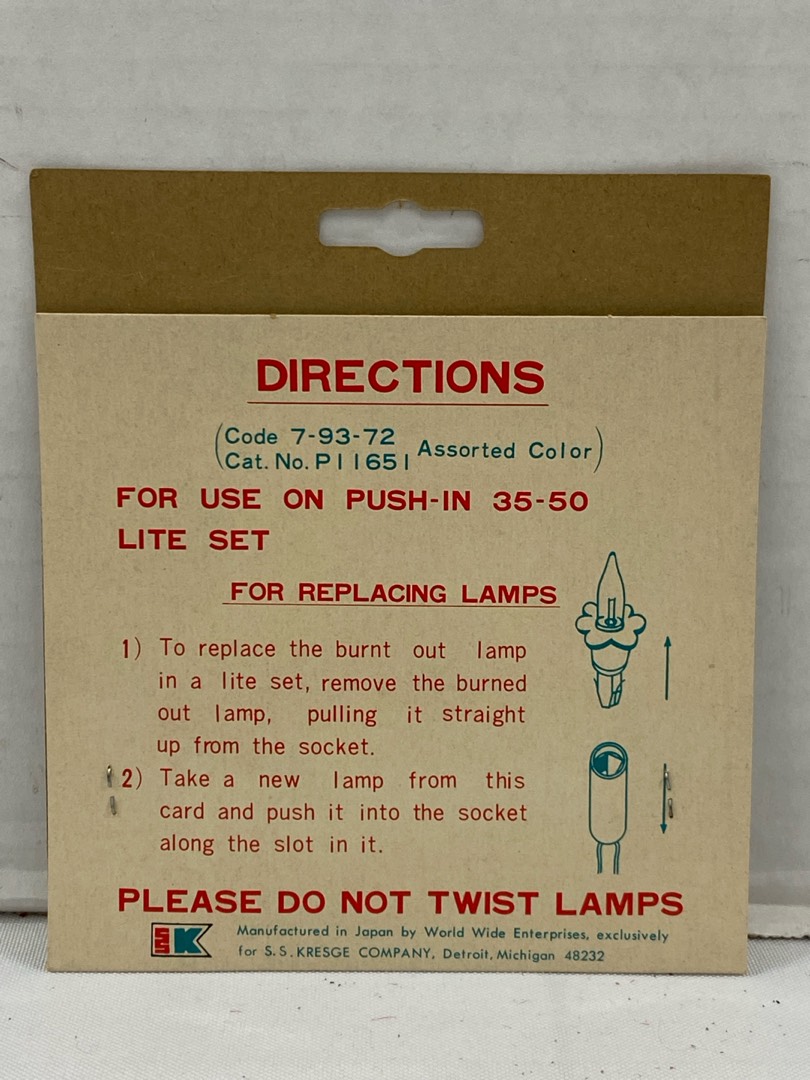 DIRECTIONS
(Code 7-93-72
Cat. No. P11651 Assorted Color)
FOR USE ON PUSH-IN 35-50
LITE SET
FOR REPLACING LAMPS
1) To replace the burnt out lamp
in a lite set, remove the burned
out lamp, pulling it straight
up from the socket.
2) Take a new lamp from this
card and push it into the socket
along the slot in it.
PLEASE DO NOT TWIST LAMPS
SS K
Manufactured in Japan by World Wide Enterprises, exclusively
for S.S. KRESGE COMPANY, Detroit, Michigan 48232